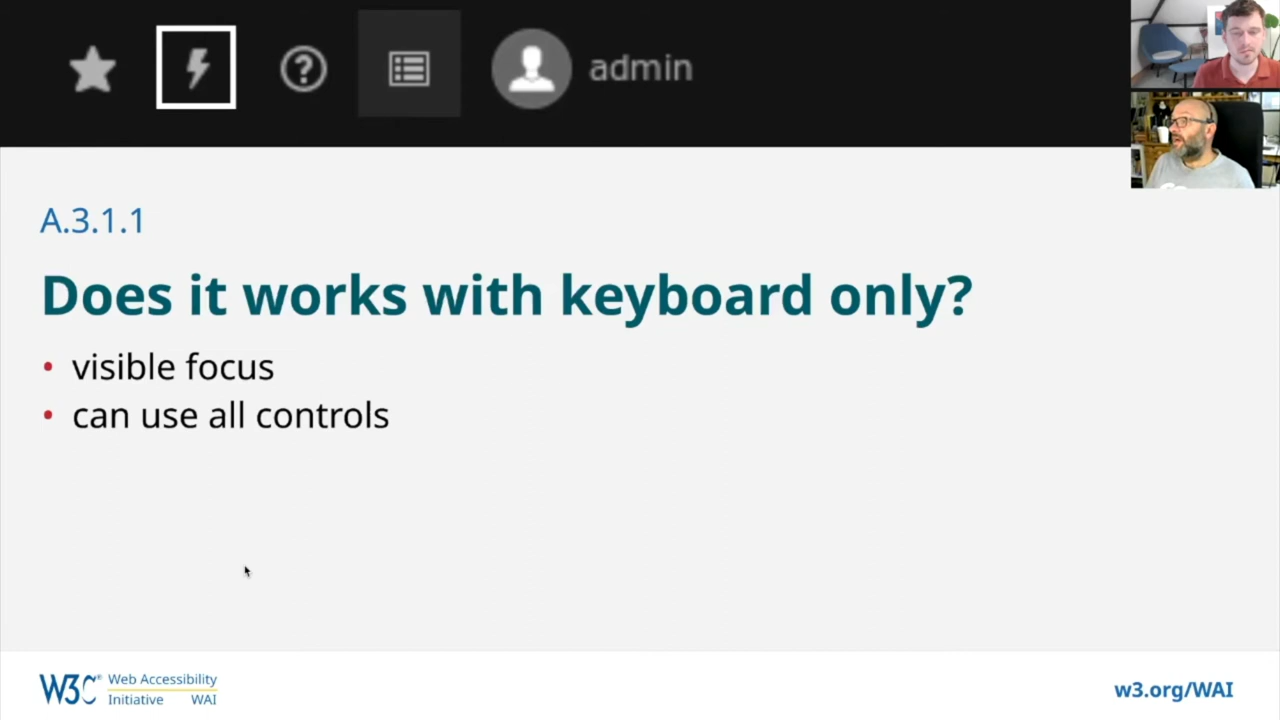 admin
A.3.1.1
Does it works with keyboard only?
• visible focus
• can use all controls
W3C® Web Accessibility
Initiative WAI
w3.org/WAI